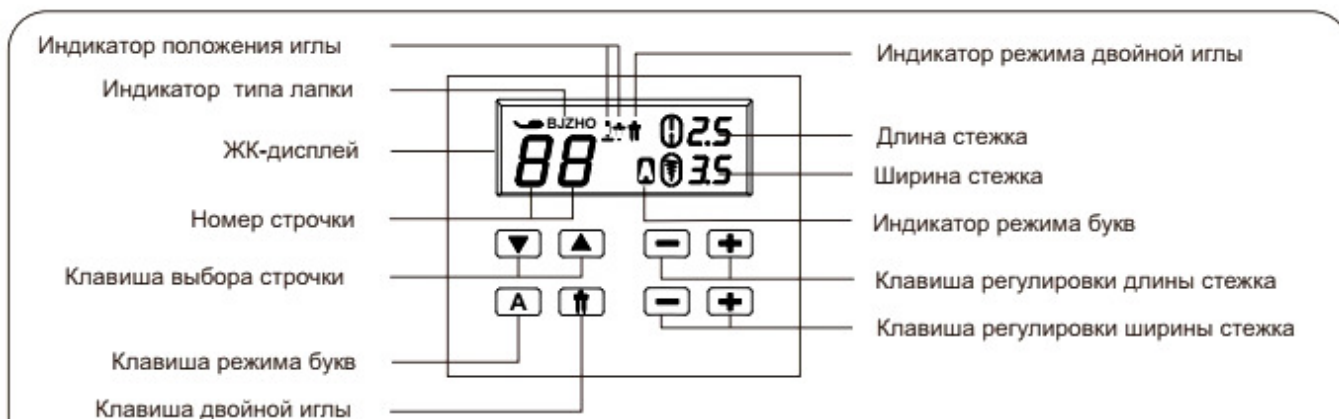 Индикатор положения иглы
Индикатор типа лапки
ЖК-дисплей
Номер строчки
Клавиша выбора строчки
Клавиша режима букв
Клавиша двойной иглы
BJZHO
88
2.5
3.5
A
Индикатор режима двойной иглы
Длина стежка
Ширина стежка
Индикатор режима букв
Клавиша регулировки длины стежка
Клавиша регулировки ширины стежка